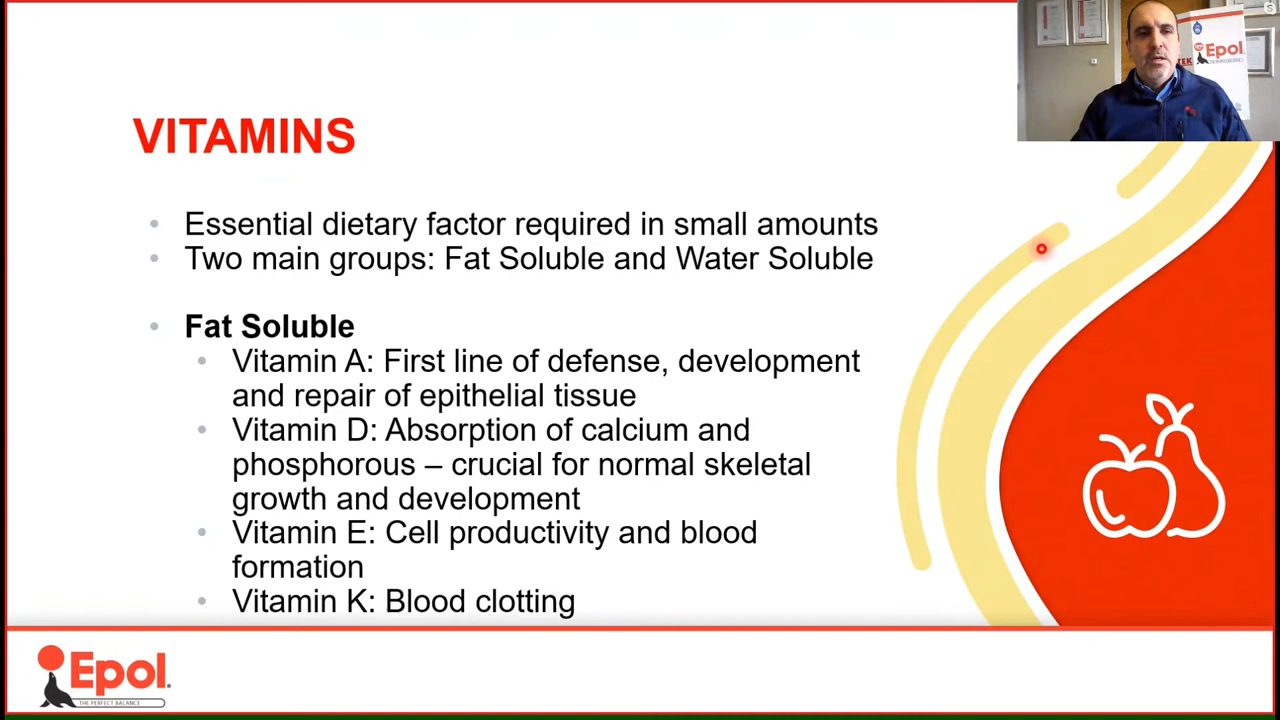 Epol
TEK
VITAMINS
• Essential dietary factor required in small amounts
• Two main groups: Fat Soluble and Water Soluble
• Fat Soluble
• Vitamin A: First line of defense, development
and repair of epithelial tissue
• Vitamin D: Absorption of calcium and
phosphorous – crucial for normal skeletal
growth and development
• Vitamin E: Cell productivity and blood
formation
• Vitamin K: Blood clotting
Epol
THE PERFECT BALANCE